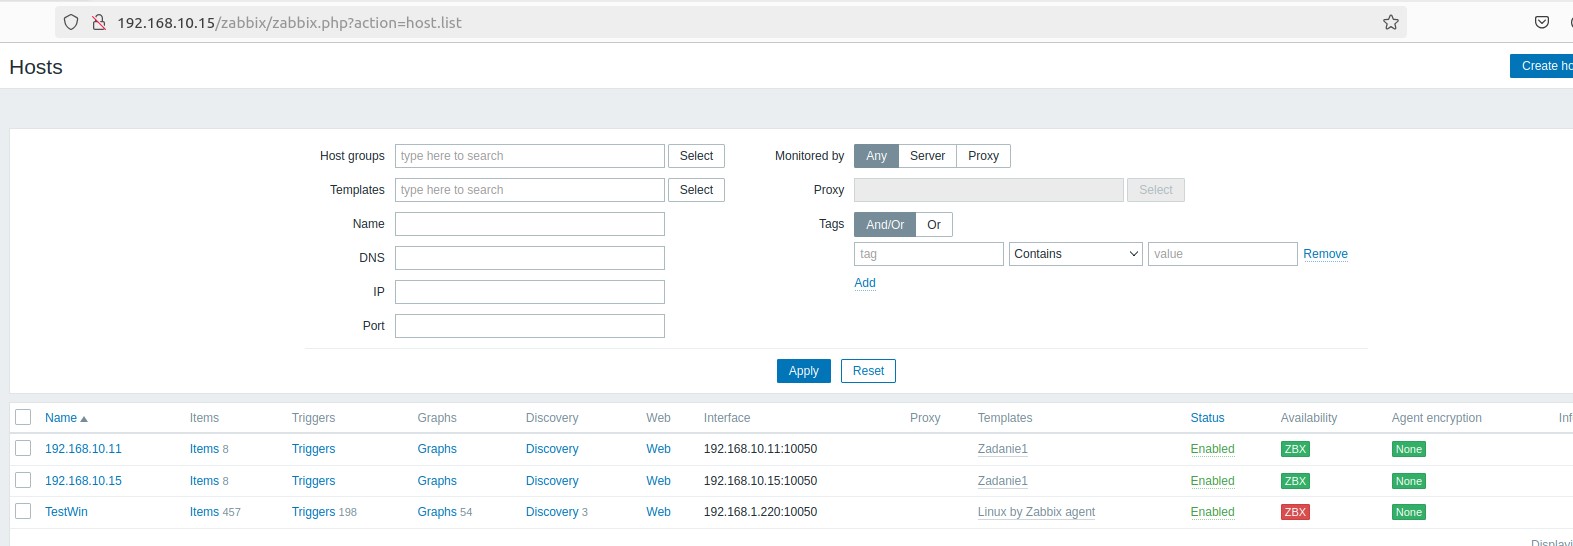 192.168.10.15/zabbix/zabbix.php?action=host.list
Hosts
Create ho
Host groups type here to search Select Monitored by Any Server Proxy
Templates type here to search Select Proxy Select
Name Tags And/Or Or
tag Contains value Remove
DNS
Add
IP
Port
Apply Reset
Name Items Triggers Graphs Discovery Web Interface Proxy Templates Status Availability Agent encryption Inf
192.168.10.11 Items 8 Triggers Graphs Discovery Web 192.168.10.11:10050 Zadanie1 Enabled ZBX None
192.168.10.15 Items 8 Triggers Graphs Discovery Web 192.168.10.15:10050 Zadanie1 Enabled ZBX None
TestWin Items 457 Triggers 198 Graphs 54 Discovery 3 Web 192.168.1.220:10050 Linux by Zabbix agent Enabled ZBX None
Displayi